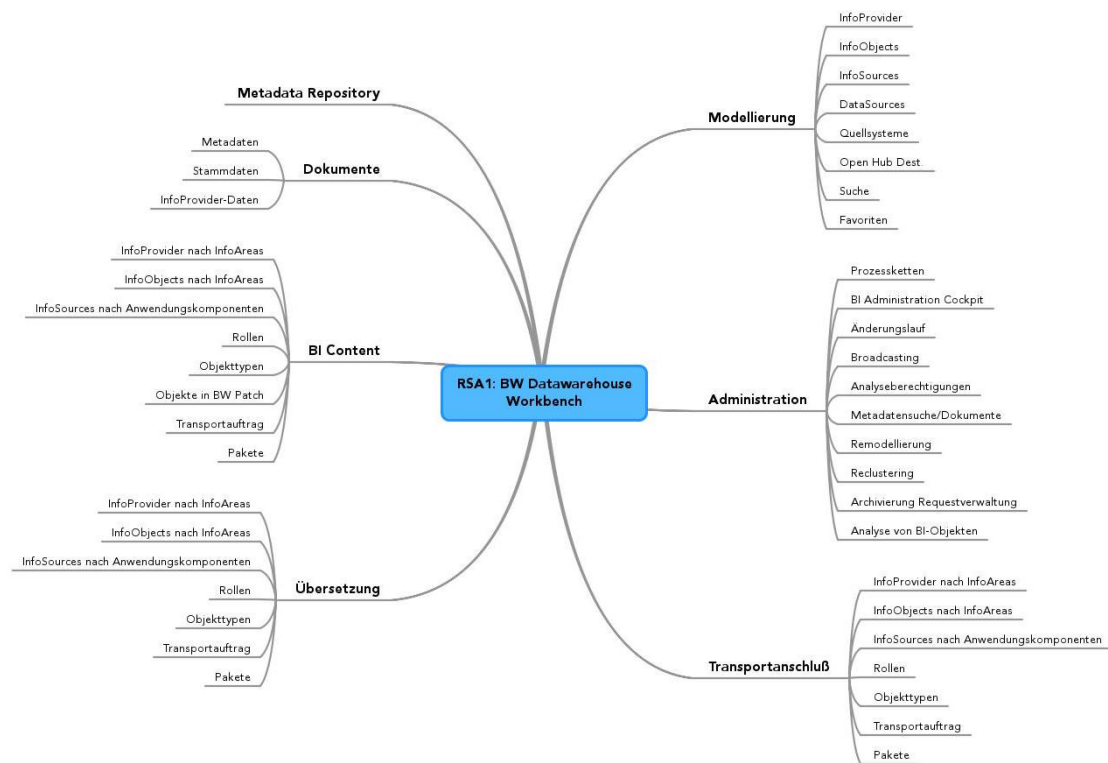 RSA1: BW Datawarehouse
Workbench
Modellierung
InfoProvider
InfoObjects
InfoSources
DataSources
Quellsysteme
Open Hub Dest
Suche
Favoriten
Administration
Prozessketten
BI Administration Cockpit
Änderungslauf
Broadcasting
Analyseberechtigungen
Metadatensuche/Dokumente
Remodellierung
Reclustering
Archivierung Requestverwaltung
Analyse von BI-Objekten
Transportanschluß
InfoProvider nach InfoAreas
InfoObjects nach InfoAreas
InfoSources nach Anwendungskomponenten
Rollen
Objekttypen
Transportauftrag
Pakete
Metadata Repository
Dokumente
Metadaten
Stammdaten
InfoProvider-Daten
BI Content
InfoProvider nach InfoAreas
InfoObjects nach InfoAreas
InfoSources nach Anwendungskomponenten
Rollen
Objekttypen
Objekte in BW Patch
Transportauftrag
Pakete
Übersetzung
InfoProvider nach InfoAreas
InfoObjects nach InfoAreas
InfoSources nach Anwendungskomponenten
Rollen
Objekttypen
Transportauftrag
Pakete